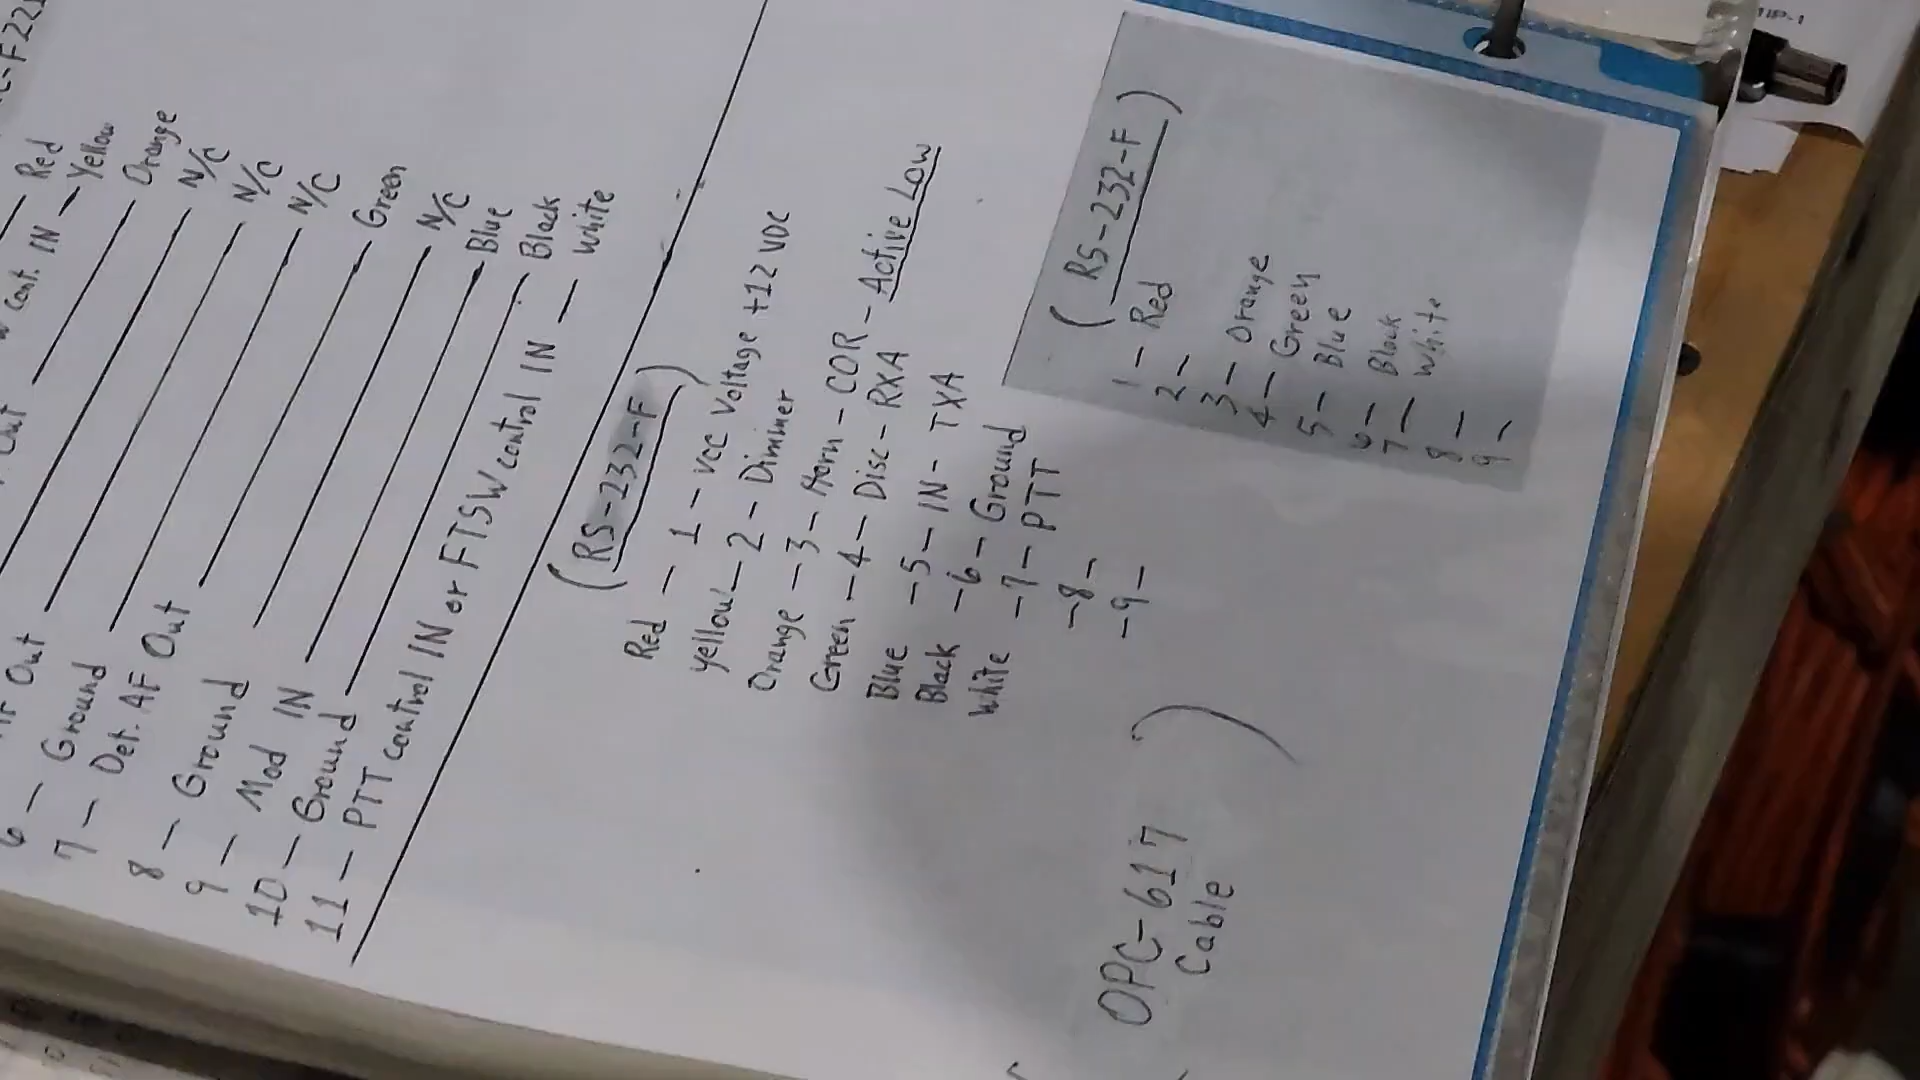 Red
Cont. IN — Yellow
Orange
N/C
N/C
N/C
6 — Out — Green
7 — Ground — N/C
Det. AF Out — Blue
8 — Ground — Black
9 — Mod IN
10 — Ground
11 — PTT control IN or FTSW control IN — White
(RS-232-F)
Red — 1 — VCC Voltage +12 VDC
Yellow — 2 — Dimmer
Orange — 3 — Horn — COR — Active Low
Green — 4 — Disc — RXA
Blue — 5 — IN — TXA
Black — 6 — Ground
White — 7 — PTT
-8-
-9-
(RS-232-F)
1 — Red
2 —
3 — Orange
4 — Green
5 — Blue
6 — Black
7 — White
8 —
9 —
OPC-617
Cable